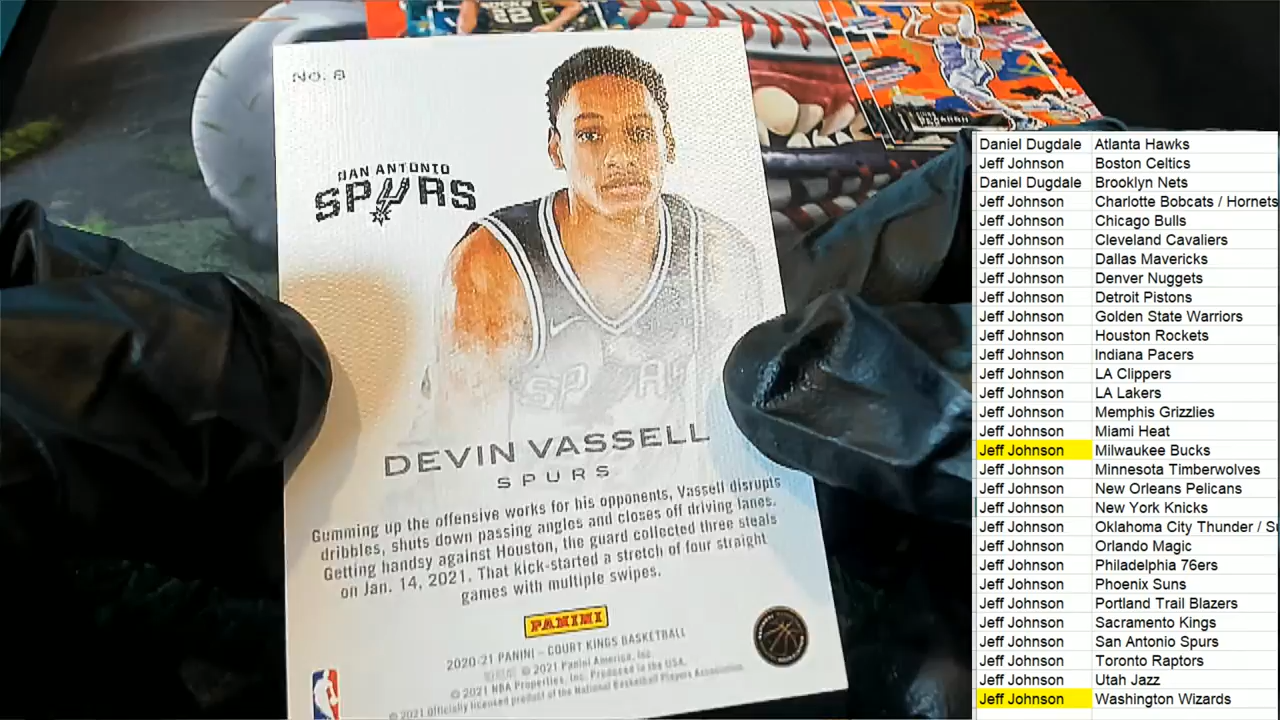 No. 8
SAN ANTONIO
SPURS
DEVIN VASSELL
SPURS
Gumming up the offensive works for his opponents, Vassell disrupts
dribbles, shuts down passing angles and closes off driving lanes.
Getting handsy against Houston, the guard collected three steals
on Jan. 14, 2021. That kick-started a stretch of four straight
games with multiple swipes.
PANINI
2020-21 PANINI – COURT KINGS BASKETBALL
© 2021 Panini America, Inc.
© 2021 NBA Properties, Inc. Produced in the USA.
© 2021 officially licensed product of the National Basketball Players Association
Daniel Dugdale Atlanta Hawks
Jeff Johnson Boston Celtics
Daniel Dugdale Brooklyn Nets
Jeff Johnson Charlotte Bobcats / Hornets
Jeff Johnson Chicago Bulls
Jeff Johnson Cleveland Cavaliers
Jeff Johnson Dallas Mavericks
Jeff Johnson Denver Nuggets
Jeff Johnson Detroit Pistons
Jeff Johnson Golden State Warriors
Jeff Johnson Houston Rockets
Jeff Johnson Indiana Pacers
Jeff Johnson LA Clippers
Jeff Johnson LA Lakers
Jeff Johnson Memphis Grizzlies
Jeff Johnson Miami Heat
Jeff Johnson Milwaukee Bucks
Jeff Johnson Minnesota Timberwolves
Jeff Johnson New Orleans Pelicans
Jeff Johnson New York Knicks
Jeff Johnson Oklahoma City Thunder /
Jeff Johnson Orlando Magic
Jeff Johnson Philadelphia 76ers
Jeff Johnson Phoenix Suns
Jeff Johnson Portland Trail Blazers
Jeff Johnson Sacramento Kings
Jeff Johnson San Antonio Spurs
Jeff Johnson Toronto Raptors
Jeff Johnson Utah Jazz
Jeff Johnson Washington Wizards